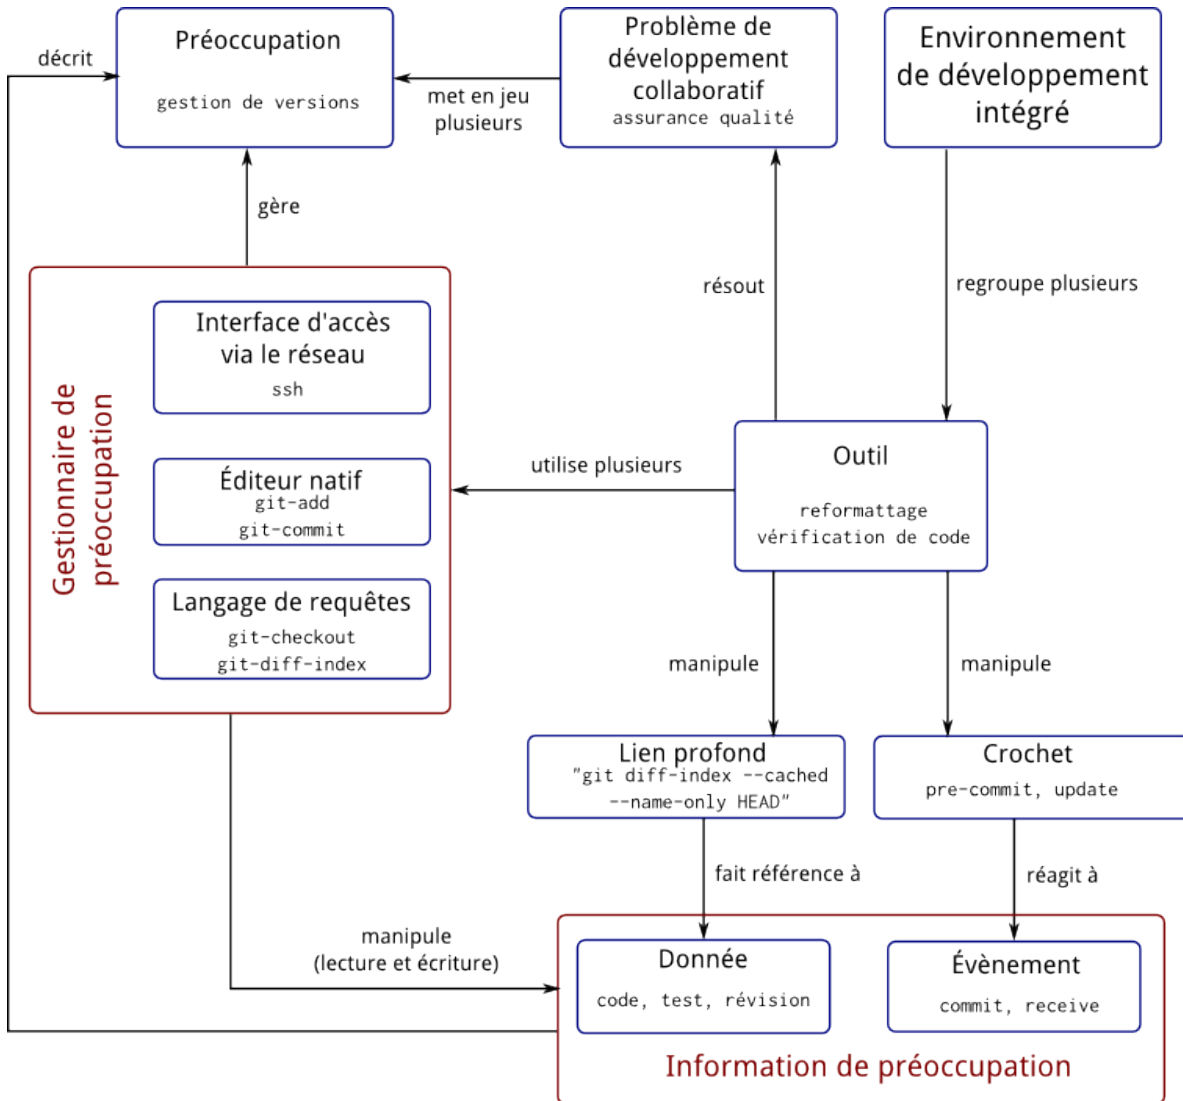 Préoccupation
gestion de versions
décrit
met en jeu
plusieurs
Problème de
développement
collaboratif
assurance qualité
Environnement
de développement
intégré
gère
résout
regroupe plusieurs
Gestionnaire de
préoccupation
Interface d'accès
via le réseau
ssh
Éditeur natif
git-add
git-commit
Langage de requêtes
git-checkout
git-diff-index
utilise plusieurs
Outil
reformattage
vérification de code
manipule
manipule
Lien profond
"git diff-index --cached
--name-only HEAD"
Crochet
pre-commit, update
fait référence à
réagit à
manipule
(lecture et écriture)
Donnée
code, test, révision
Évènement
commit, receive
Information de préoccupation